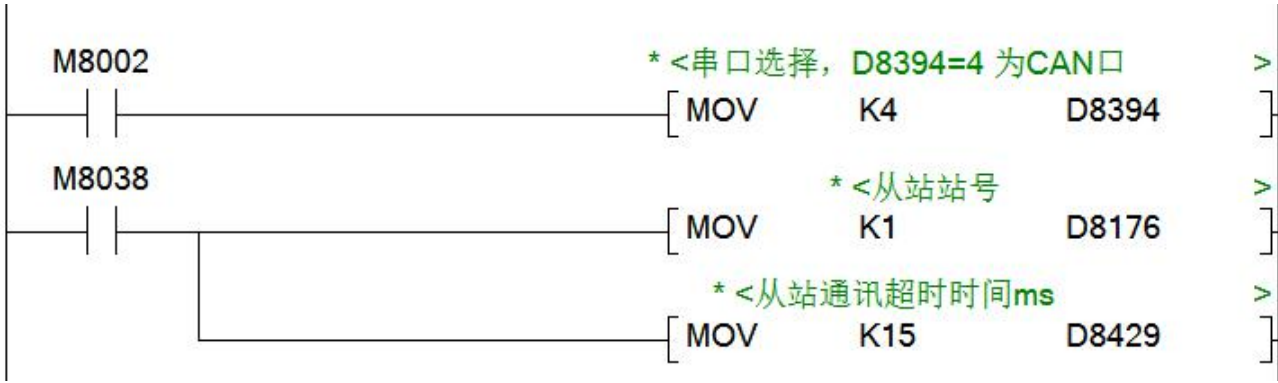 M8002
*<串口选择，D8394=4 为CAN口 >
[MOV K4 D8394 ]
M8038
*<从站站号 >
[MOV K1 D8176 ]
*<从站通讯超时时间ms >
[MOV K15 D8429 ]